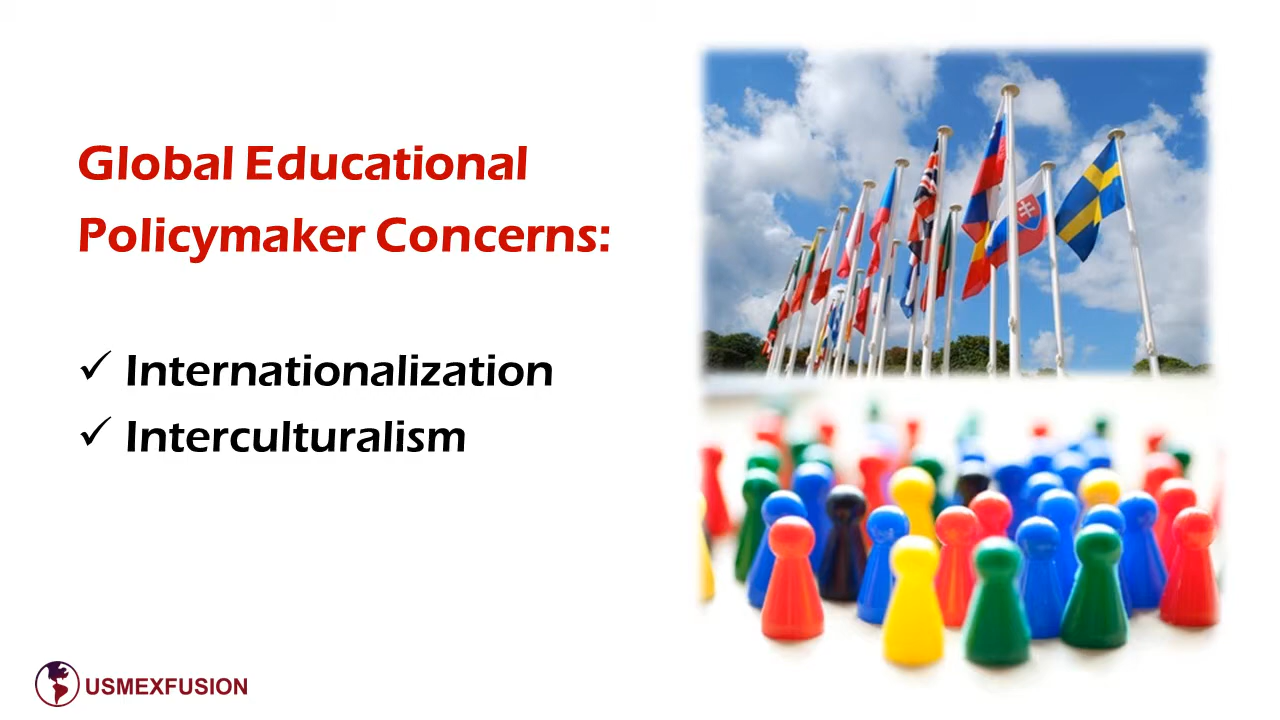 Global Educational
Policymaker Concerns:
✓ Internationalization
✓ Interculturalism
USMEXFUSION